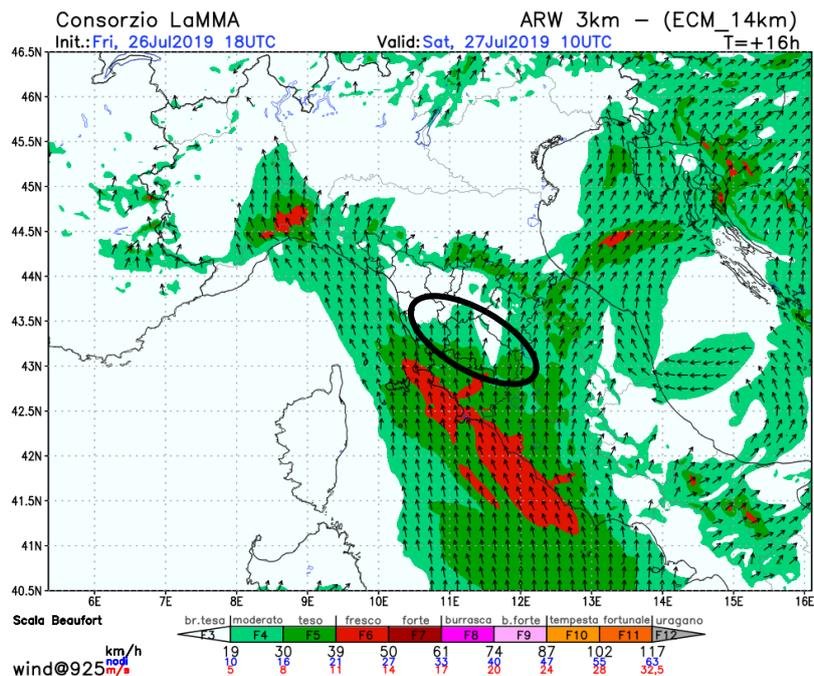 Consorzio LaMMA ARW 3km – (ECM_14km)
Init.: Fri, 26Jul2019 18UTC Valid: Sat, 27Jul2019 10UTC T=+16h
46.5N
46N
45.5N
45N
44.5N
44N
43.5N
43N
42.5N
42N
41.5N
41N
40.5N
6E 7E 8E 9E 10E 11E 12E 13E 14E 15E 16E
Scala Beaufort br.tesa moderato teso fresco forte burrasca b.forte tempesta fortunale uragano
F3 F4 F5 F6 F7 F8 F9 F10 F11 F12
km/h 19 30 39 50 61 74 87 102 117
nodi 10 16 21 27 33 40 47 55 63
wind@925 m/s 5 8 11 14 17 20 24 28 32,5